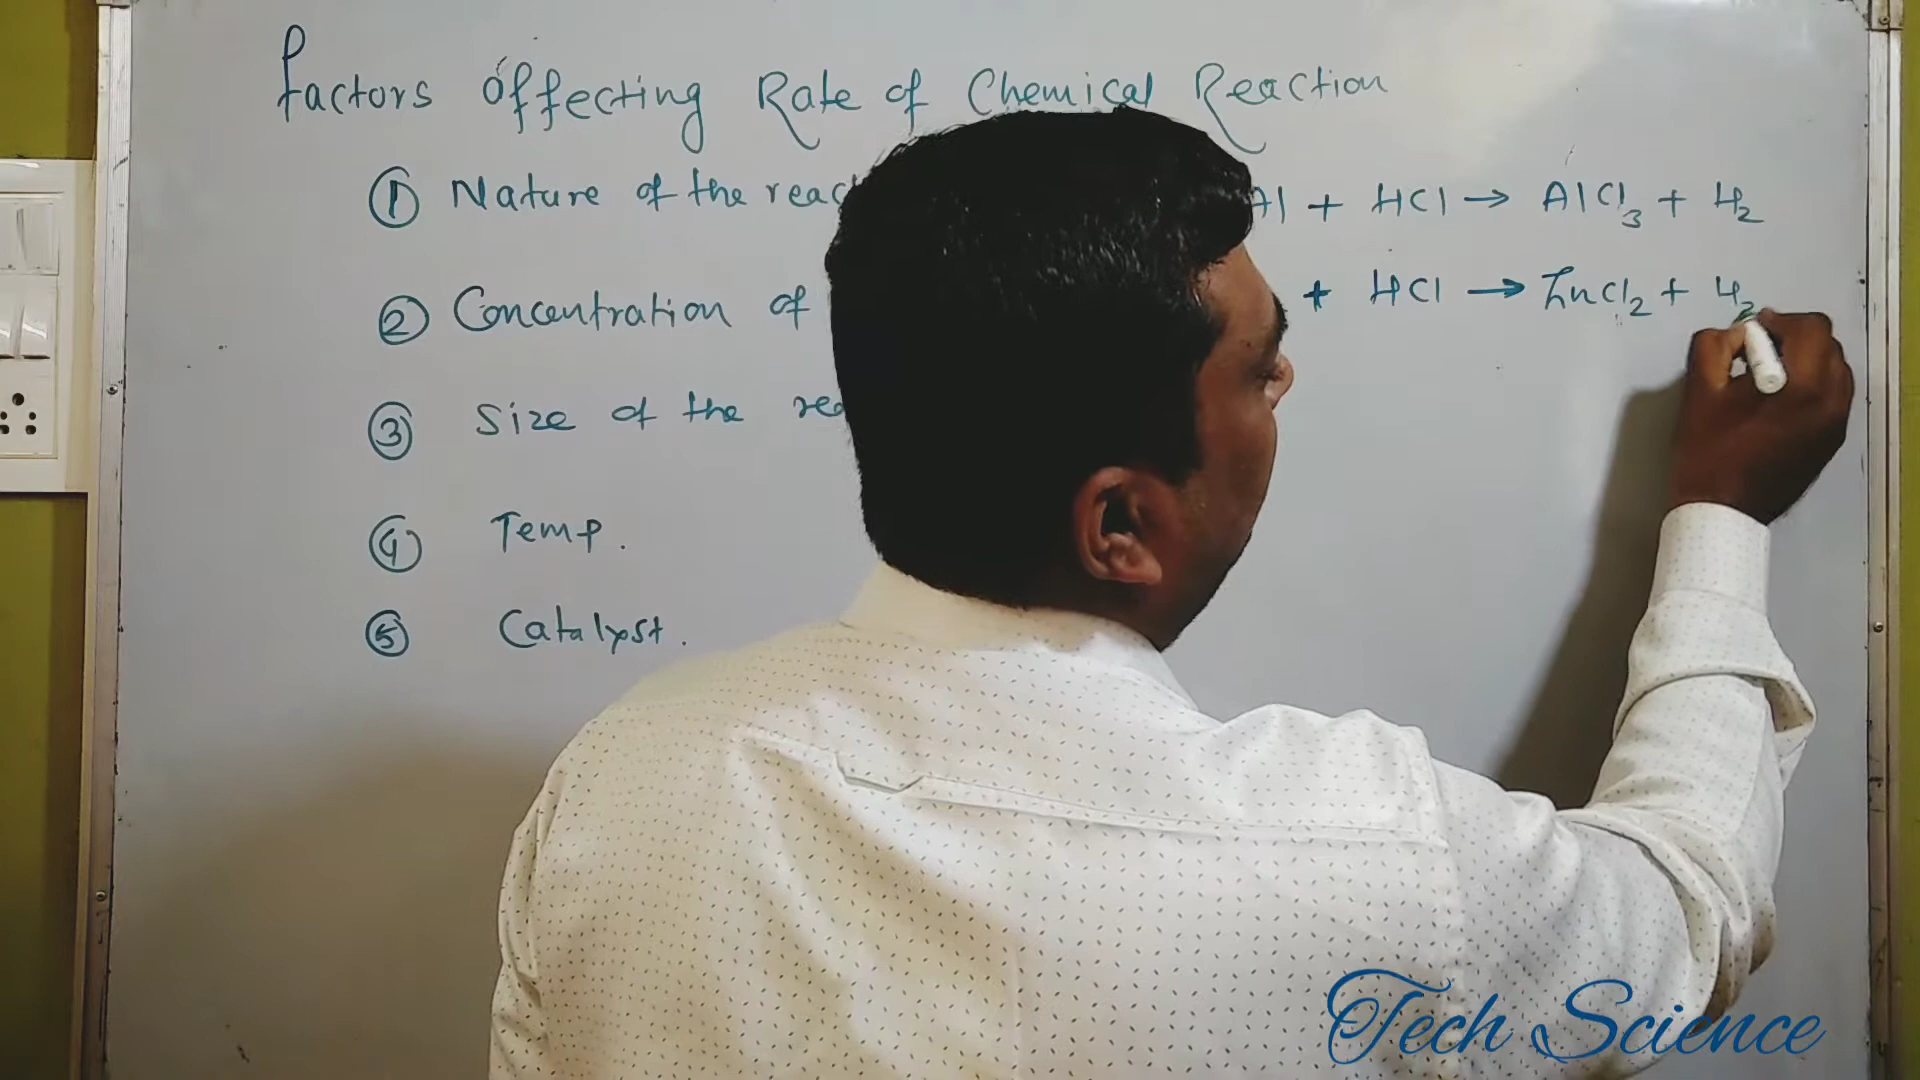 Factors Offecting Rate of Chemical Reaction
① Nature of the reac Al + HCl → AlCl₃ + H₂
② Concentration of + HCl → ZnCl₂ + H₂
③ Size of the rea
④ Temp.
⑤ Catalyst.
Tech Science